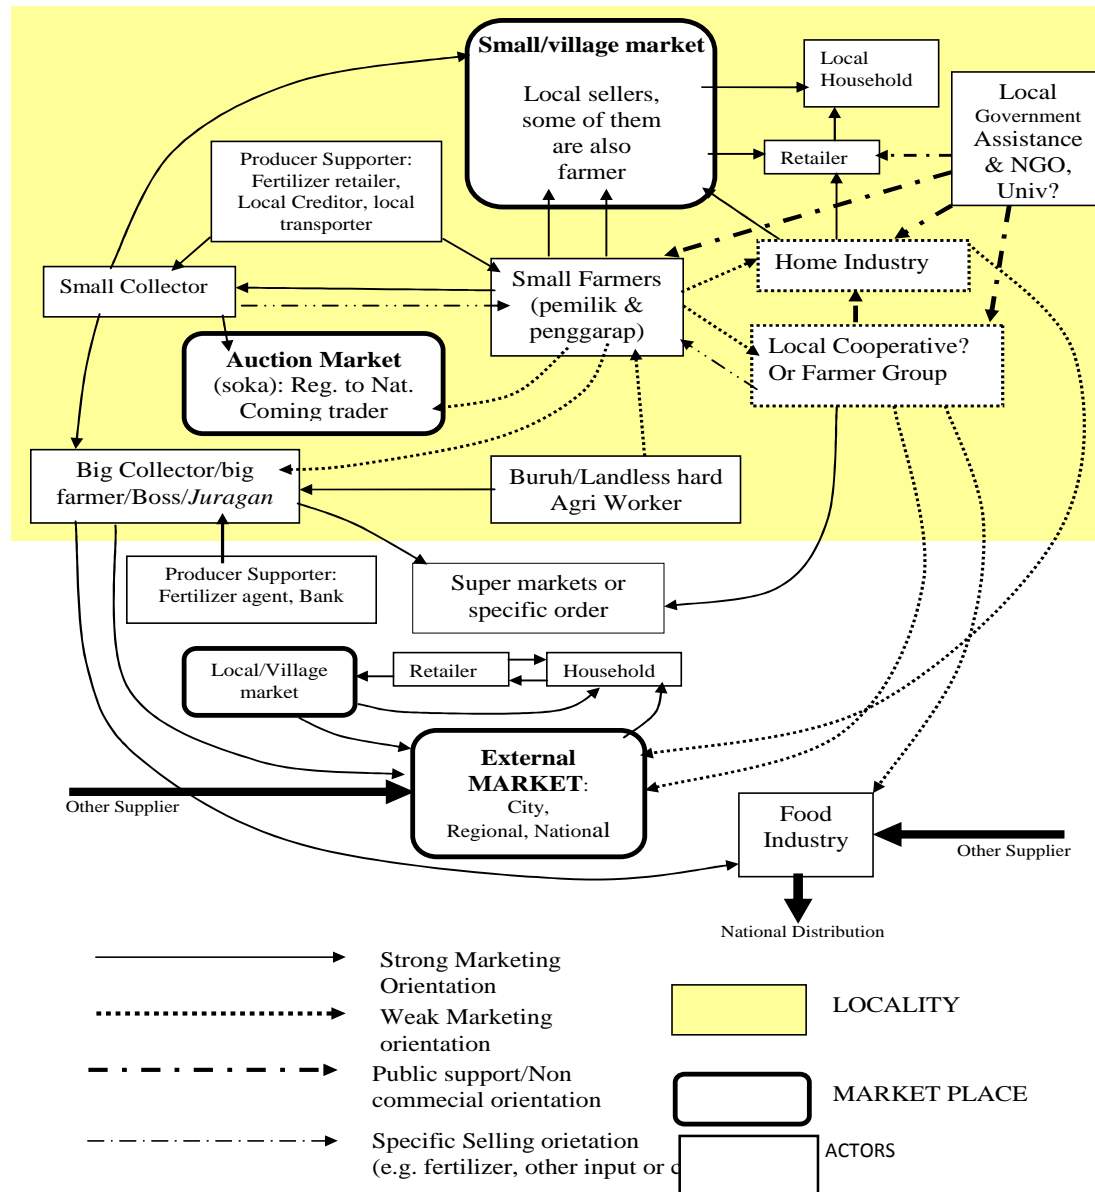 Small/village market
Local sellers,
some of them
are also
farmer
Local
Household
Local
Government
Assistance
& NGO,
Univ?
Retailer
Producer Supporter:
Fertilizer retailer,
Local Creditor, local
transporter
Small Collector
Small Farmers
(pemilik &
penggarap)
Home Industry
Auction Market
(soka): Reg. to Nat.
Coming trader
Local Cooperative?
Or Farmer Group
Big Collector/big
farmer/Boss/Juragan
Buruh/Landless hard
Agri Worker
Producer Supporter:
Fertilizer agent, Bank
Super markets or
specific order
Local/Village
market
Retailer
Household
External
MARKET:
City,
Regional, National
Other Supplier
Food
Industry
Other Supplier
National Distribution
Strong Marketing
Orientation
Weak Marketing
orientation
Public support/Non
commecial orientation
Specific Selling orietation
(e.g. fertilizer, other input or
LOCALITY
MARKET PLACE
ACTORS